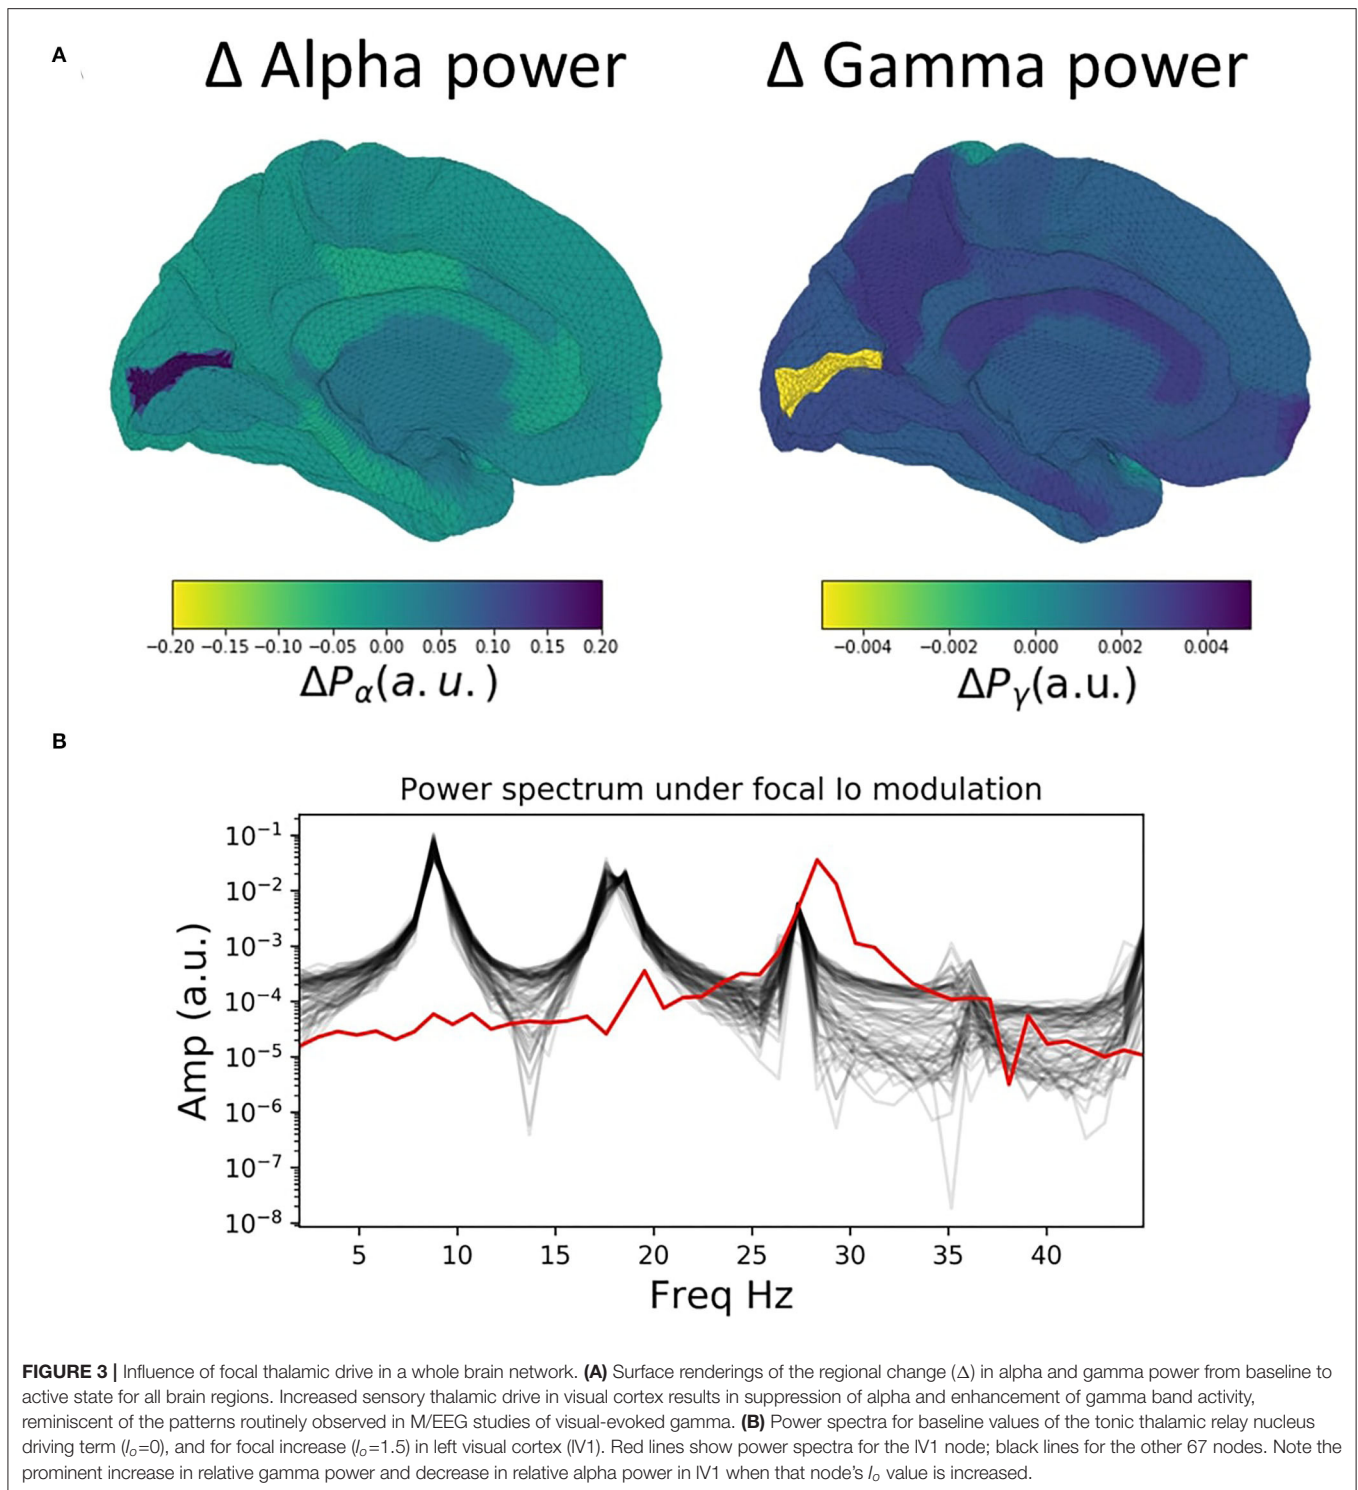 A
Δ Alpha power
Δ Gamma power
−0.20 −0.15 −0.10 −0.05 0.00 0.05 0.10 0.15 0.20
ΔPα(a. u. )
−0.004 −0.002 0.000 0.002 0.004
ΔPγ(a.u.)
B
Power spectrum under focal Io modulation
10⁻¹
10⁻²
10⁻³
10⁻⁴
10⁻⁵
10⁻⁶
10⁻⁷
10⁻⁸
Amp (a.u.)
5 10 15 20 25 30 35 40
Freq Hz
FIGURE 3 | Influence of focal thalamic drive in a whole brain network. (A) Surface renderings of the regional change (Δ) in alpha and gamma power from baseline to
active state for all brain regions. Increased sensory thalamic drive in visual cortex results in suppression of alpha and enhancement of gamma band activity,
reminiscent of the patterns routinely observed in M/EEG studies of visual-evoked gamma. (B) Power spectra for baseline values of the tonic thalamic relay nucleus
driving term (Iₒ=0), and for focal increase (Iₒ=1.5) in left visual cortex (lV1). Red lines show power spectra for the lV1 node; black lines for the other 67 nodes. Note the
prominent increase in relative gamma power and decrease in relative alpha power in lV1 when that node's Iₒ value is increased.